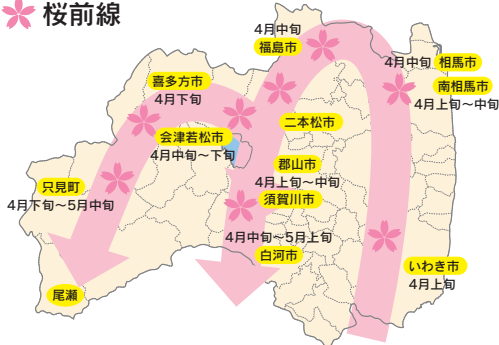 桜前線
4月中旬
福島市
4月中旬 相馬市
南相馬市
4月上旬〜中旬
喜多方市
4月下旬
二本松市
会津若松市
4月中旬〜下旬
郡山市
4月上旬〜中旬
須賀川市
只見町
4月下旬〜5月中旬
4月中旬〜5月上旬
白河市
いわき市
4月上旬
尾瀬